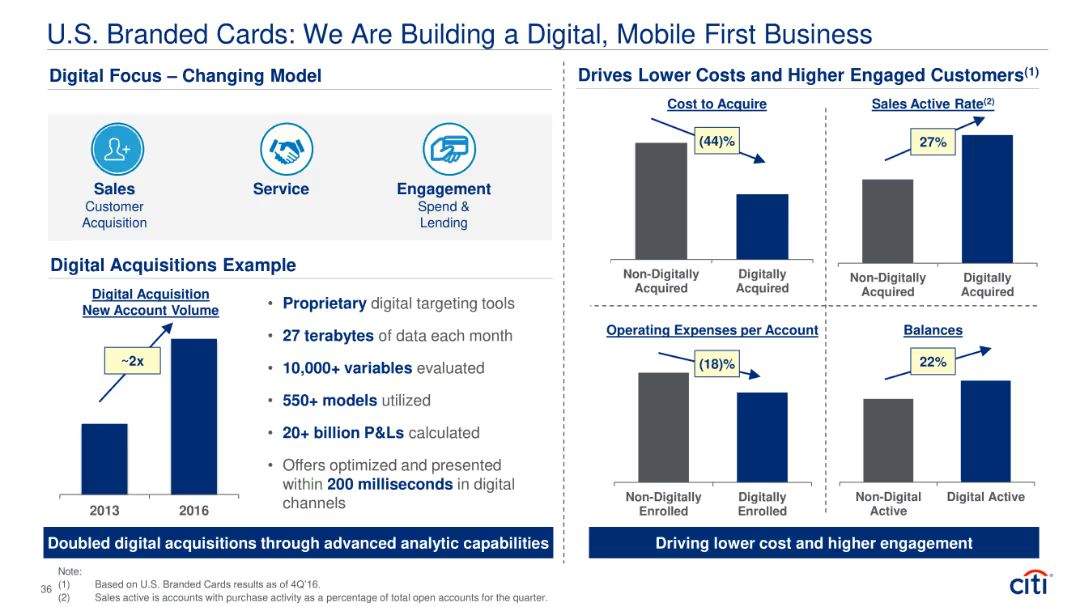 U.S. Branded Cards: We Are Building a Digital, Mobile First Business
Digital Focus – Changing Model
Sales
Customer
Acquisition
Service
Engagement
Spend &
Lending
Digital Acquisitions Example
Digital Acquisition
New Account Volume
~2x
2013
2016
• Proprietary digital targeting tools
• 27 terabytes of data each month
• 10,000+ variables evaluated
• 550+ models utilized
• 20+ billion P&Ls calculated
• Offers optimized and presented
within 200 milliseconds in digital
channels
Doubled digital acquisitions through advanced analytic capabilities
Drives Lower Costs and Higher Engaged Customers(1)
Cost to Acquire
(44)%
Non-Digitally
Acquired
Digitally
Acquired
Sales Active Rate(2)
27%
Non-Digitally
Acquired
Digitally
Acquired
Operating Expenses per Account
(18)%
Non-Digitally
Enrolled
Digitally
Enrolled
Balances
22%
Non-Digital
Active
Digital Active
Driving lower cost and higher engagement
Note:
(1) Based on U.S. Branded Cards results as of 4Q'16.
(2) Sales active is accounts with purchase activity as a percentage of total open accounts for the quarter.
36
citi